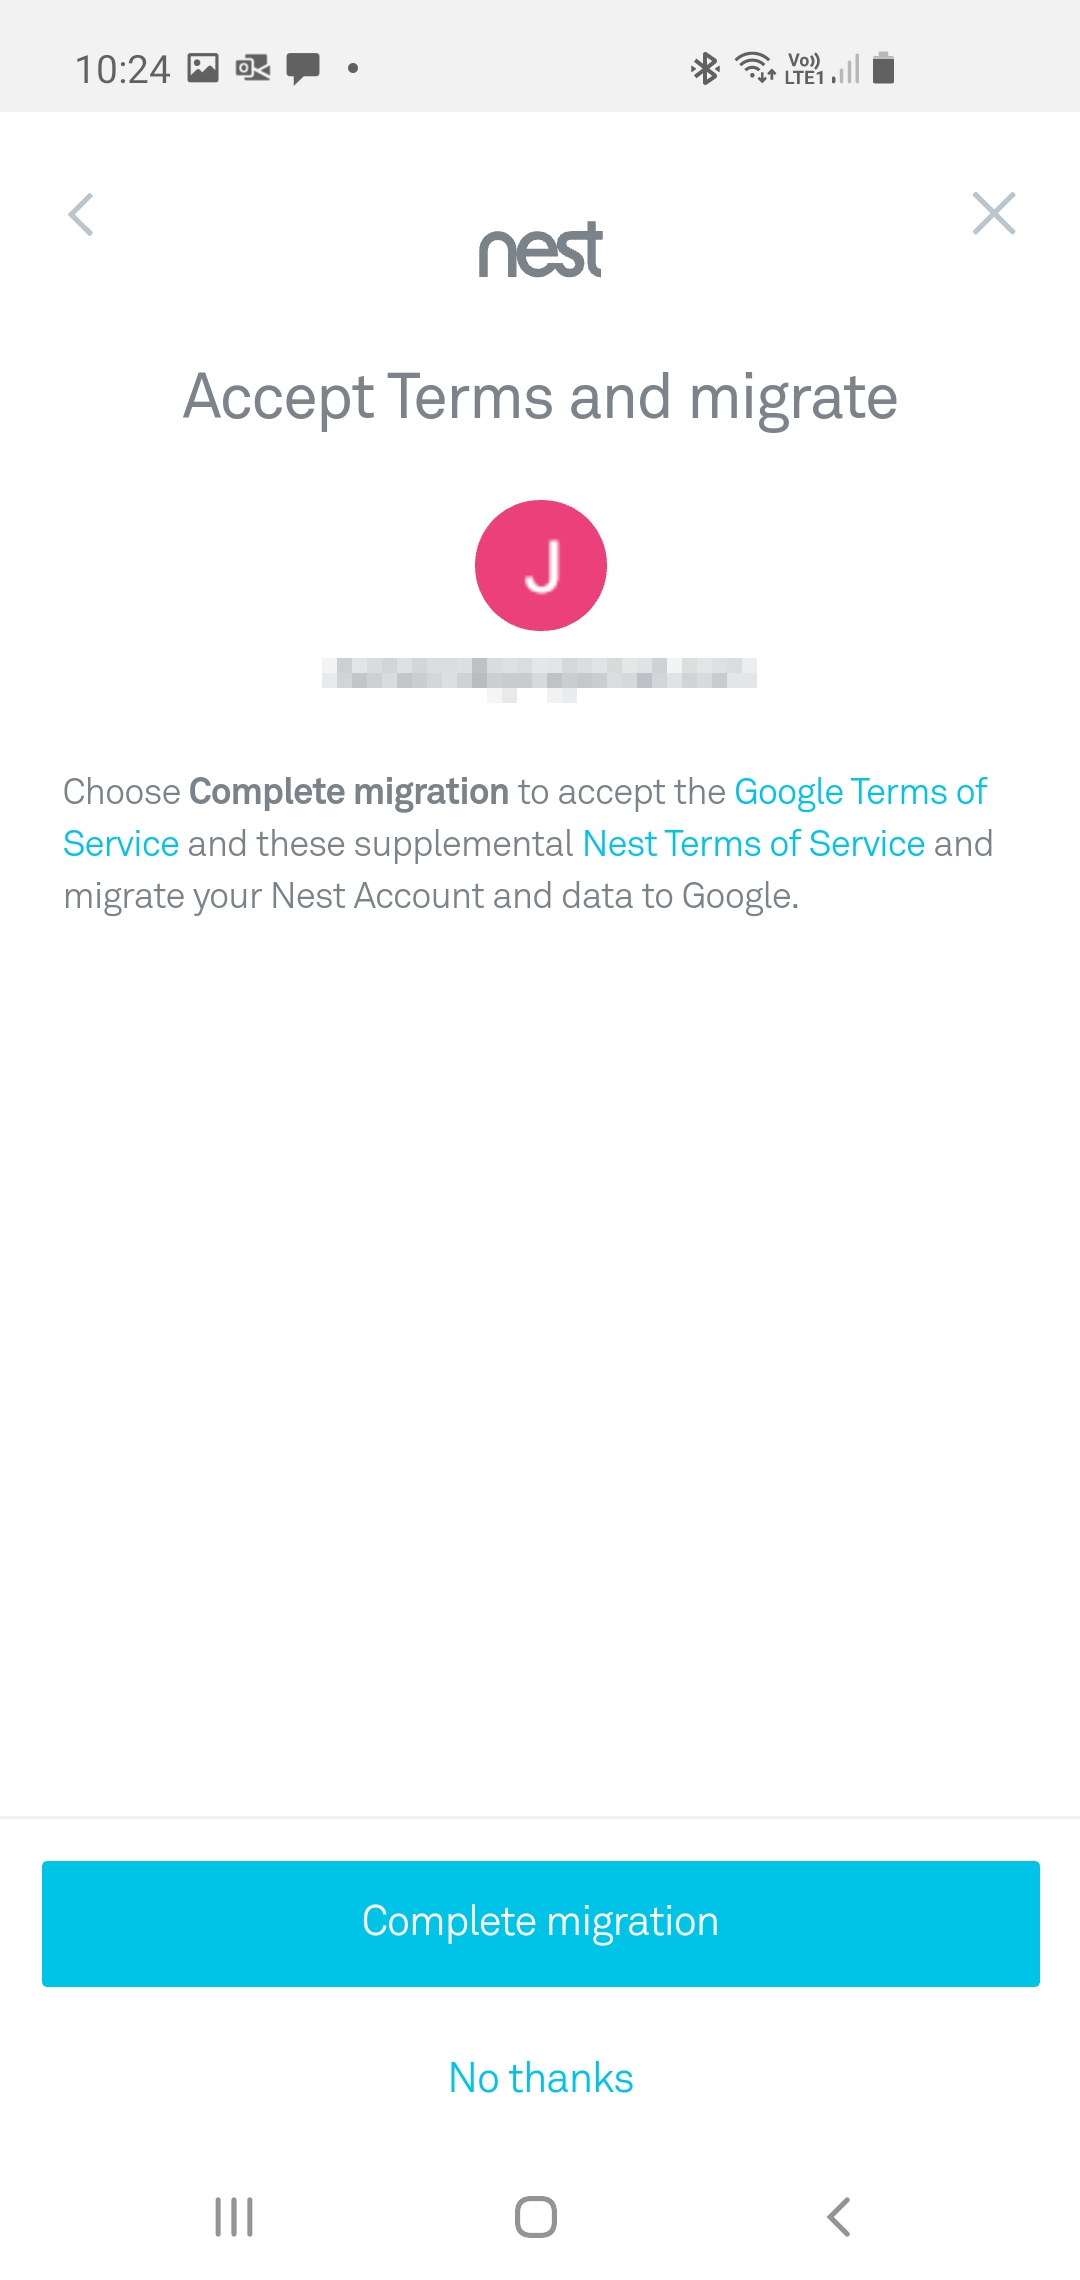 10:24
Vo))
LTE1
nest
Accept Terms and migrate
J
Choose Complete migration to accept the Google Terms of
Service and these supplemental Nest Terms of Service and
migrate your Nest Account and data to Google.
Complete migration
No thanks